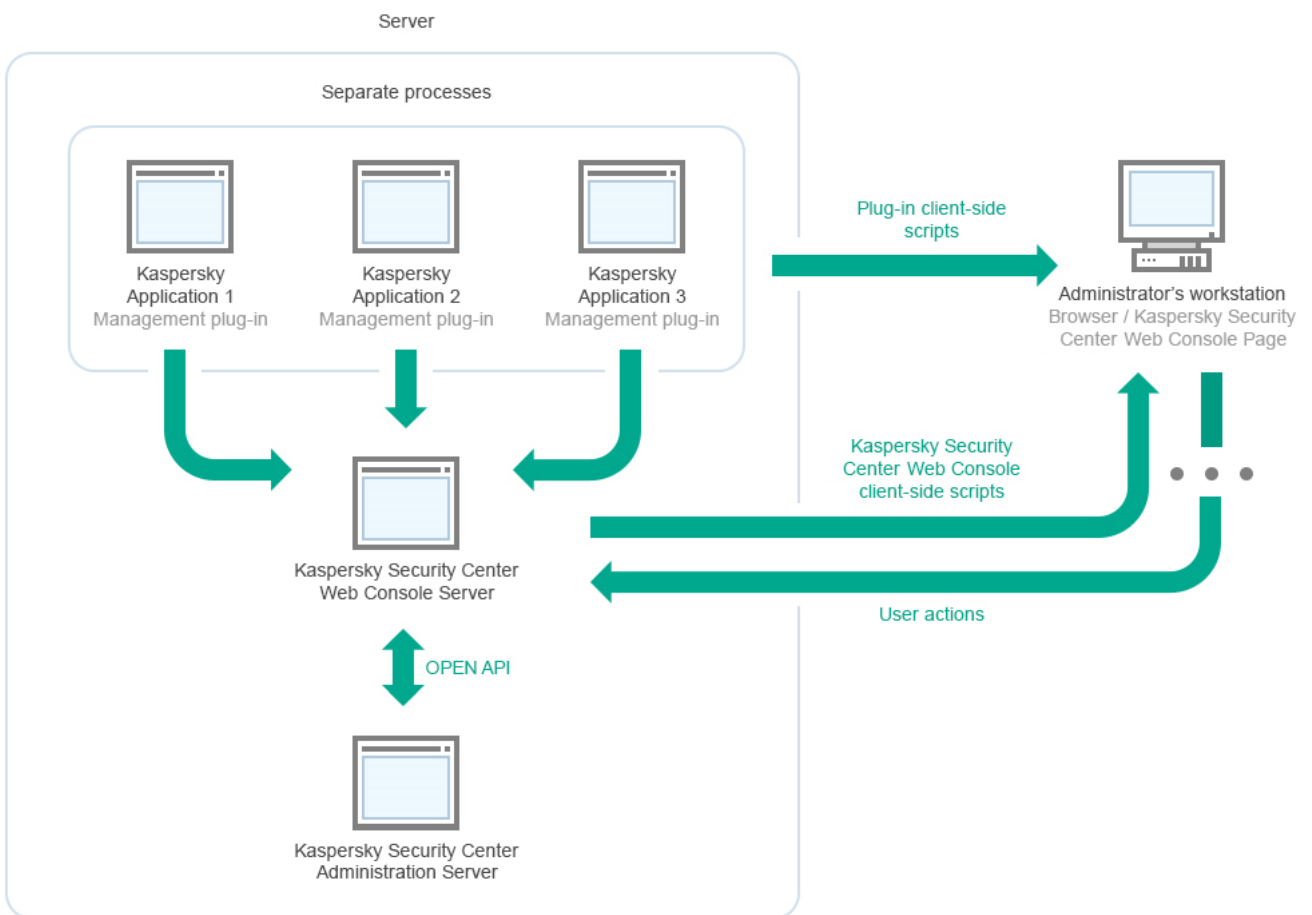 Server
Separate processes
Kaspersky
Application 1
Management plug-in
Kaspersky
Application 2
Management plug-in
Kaspersky
Application 3
Management plug-in
Plug-in client-side
scripts
Administrator's workstation
Browser / Kaspersky Security
Center Web Console Page
Kaspersky Security
Center Web Console
client-side scripts
Kaspersky Security Center
Web Console Server
User actions
OPEN API
Kaspersky Security Center
Administration Server